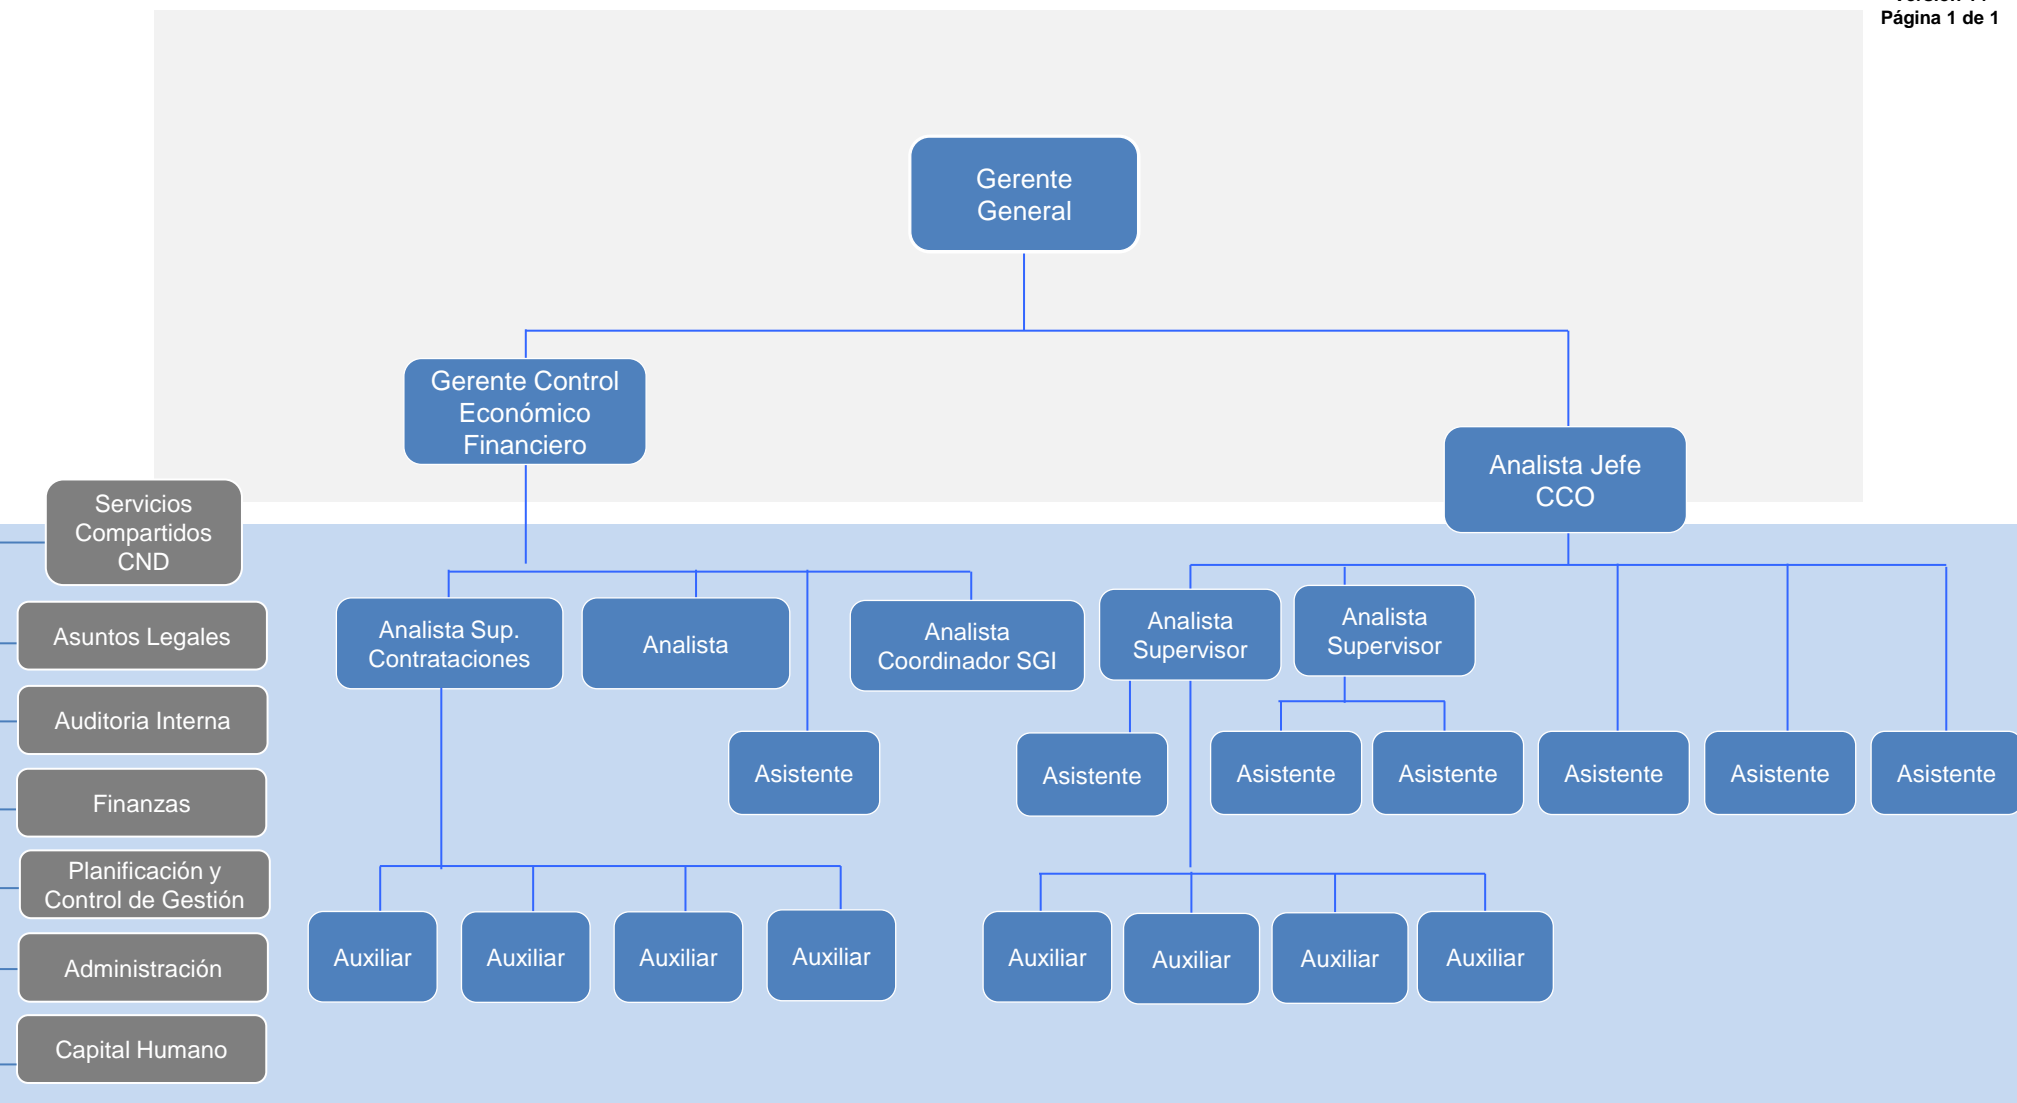 Página 1 de 1
Gerente
General
Gerente Control
Económico
Financiero
Analista Jefe
CCO
Servicios
Compartidos
CND
Asuntos Legales
Auditoria Interna
Finanzas
Planificación y
Control de Gestión
Administración
Capital Humano
Analista Sup.
Contrataciones
Analista
Analista
Coordinador SGI
Analista
Supervisor
Analista
Supervisor
Asistente
Asistente
Asistente
Asistente
Asistente
Asistente
Asistente
Auxiliar
Auxiliar
Auxiliar
Auxiliar
Auxiliar
Auxiliar
Auxiliar
Auxiliar